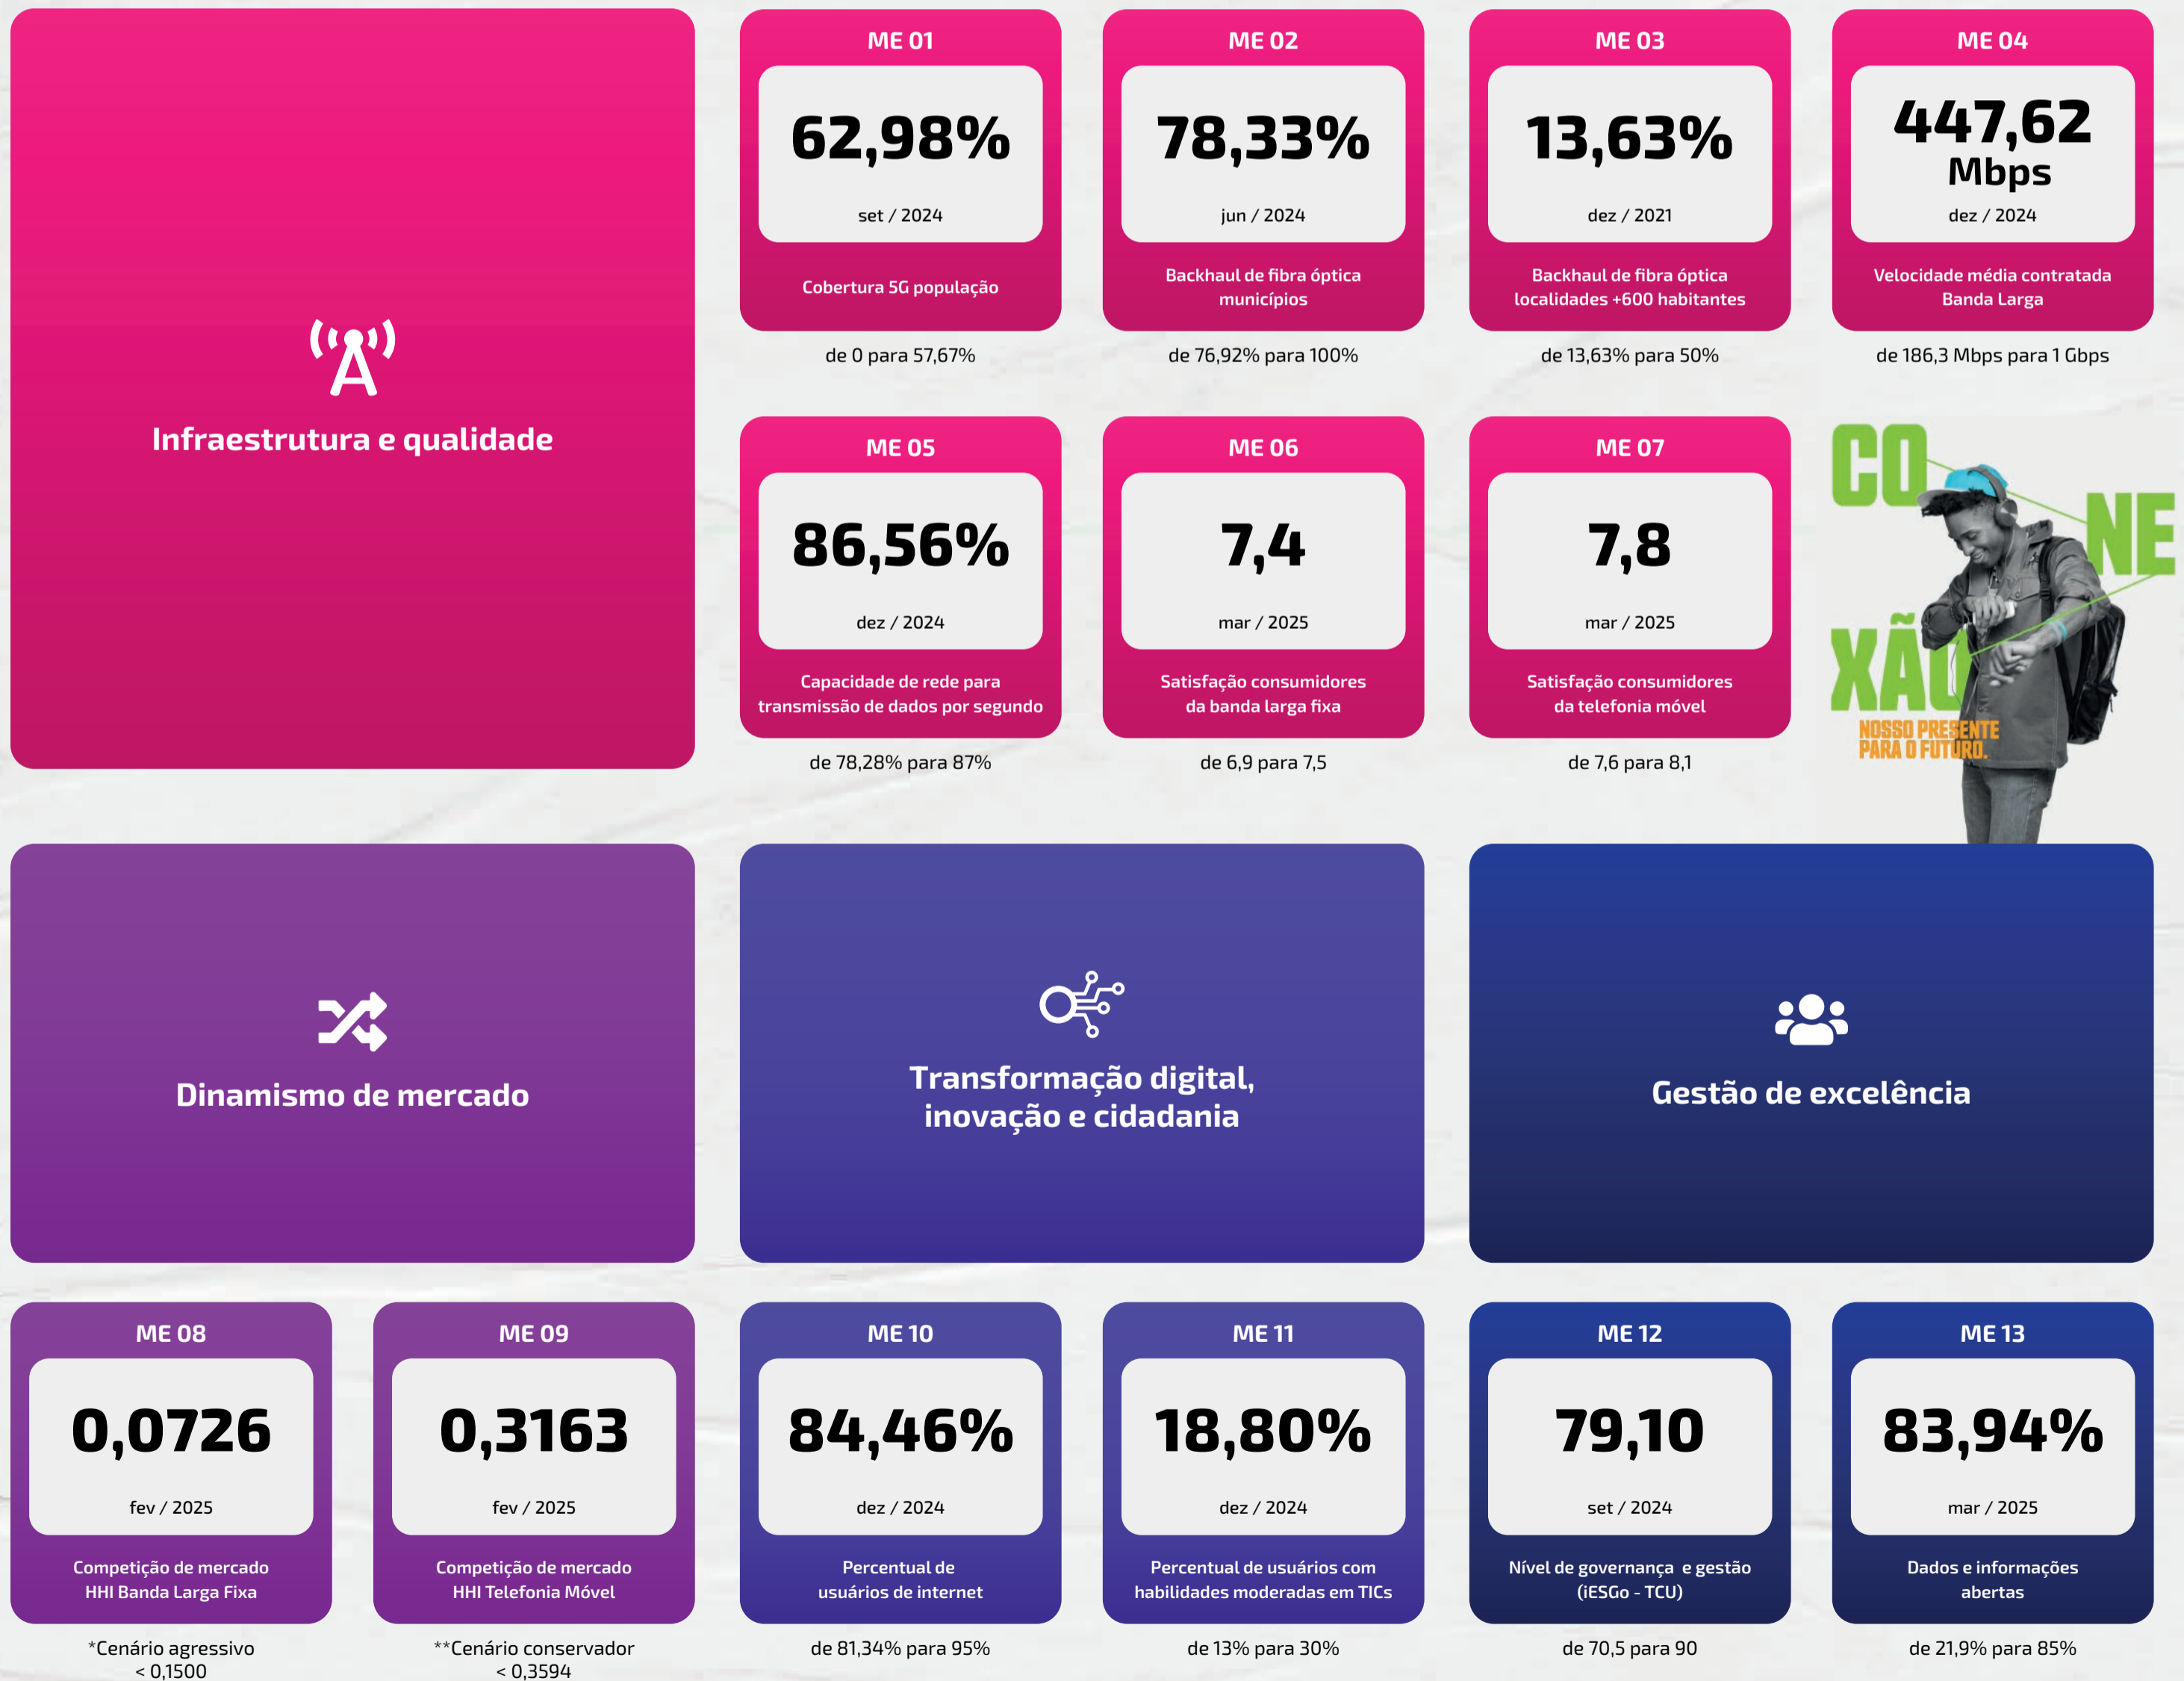 Infraestrutura e qualidade
ME 01
62,98%
set / 2024
Cobertura 5G população
de 0 para 57,67%
ME 02
78,33%
jun / 2024
Backhaul de fibra óptica
municípios
de 76,92% para 100%
ME 03
13,63%
dez / 2021
Backhaul de fibra óptica
localidades +600 habitantes
de 13,63% para 50%
ME 04
447,62
Mbps
dez / 2024
Velocidade média contratada
Banda Larga
de 186,3 Mbps para 1 Gbps
ME 05
86,56%
dez / 2024
Capacidade de rede para
transmissão de dados por segundo
de 78,28% para 87%
ME 06
7,4
mar / 2025
Satisfação consumidores
da banda larga fixa
de 6,9 para 7,5
ME 07
7,8
mar / 2025
Satisfação consumidores
da telefonia móvel
de 7,6 para 8,1
CO
NE
XÃO
NOSSO PRESENTE
PARA O FUTURO.
Dinamismo de mercado
Transformação digital,
inovação e cidadania
Gestão de excelência
ME 08
0,0726
fev / 2025
Competição de mercado
HHI Banda Larga Fixa
*Cenário agressivo
< 0,1500
ME 09
0,3163
fev / 2025
Competição de mercado
HHI Telefonia Móvel
**Cenário conservador
< 0,3594
ME 10
84,46%
dez / 2024
Percentual de
usuários de internet
de 81,34% para 95%
ME 11
18,80%
dez / 2024
Percentual de usuários com
habilidades moderadas em TICs
de 13% para 30%
ME 12
79,10
set / 2024
Nível de governança e gestão
(iESGo - TCU)
de 70,5 para 90
ME 13
83,94%
mar / 2025
Dados e informações
abertas
de 21,9% para 85%